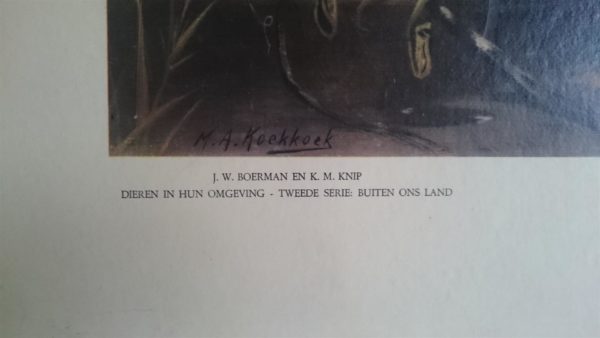 M. A. Koekkoek
J. W. BOERMAN EN K. M. KNIP
DIEREN IN HUN OMGEVING - TWEEDE SERIE: BUITEN ONS LAND